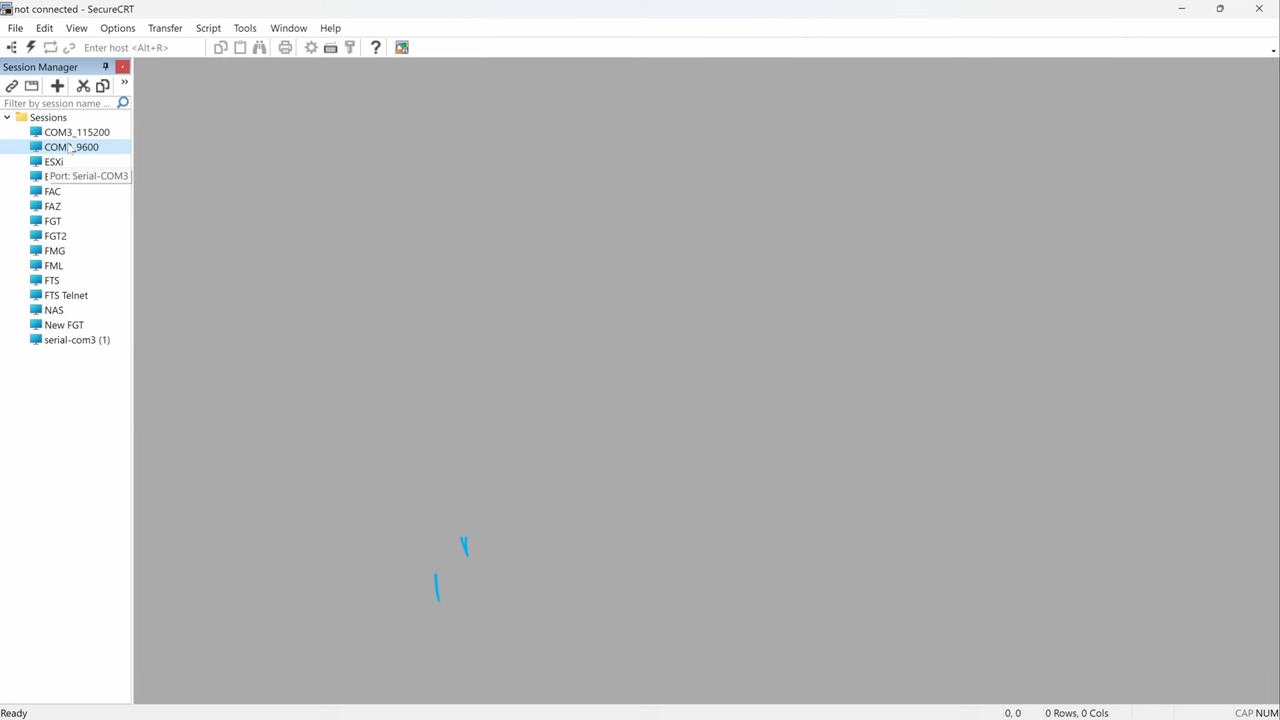 not connected - SecureCRT
File Edit View Options Transfer Script Tools Window Help
Enter host <Alt+R>
Session Manager
Filter by session name ...
Sessions
COM3_115200
COM3_9600
ESXi
Port: Serial-COM3
FAC
FAZ
FGT
FGT2
FMG
FML
FTS
FTS Telnet
NAS
New FGT
serial-com3 (1)
Ready 0, 0 0 Rows, 0 Cols CAP NUM